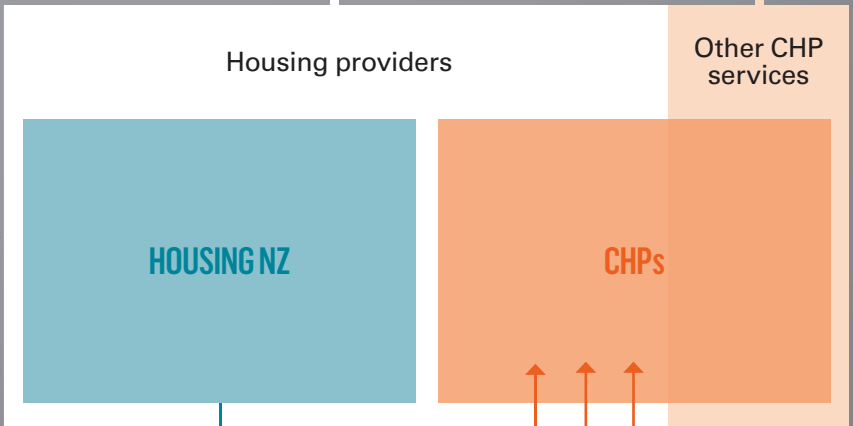 Housing providers
Other CHP
services
HOUSING NZ
CHPs